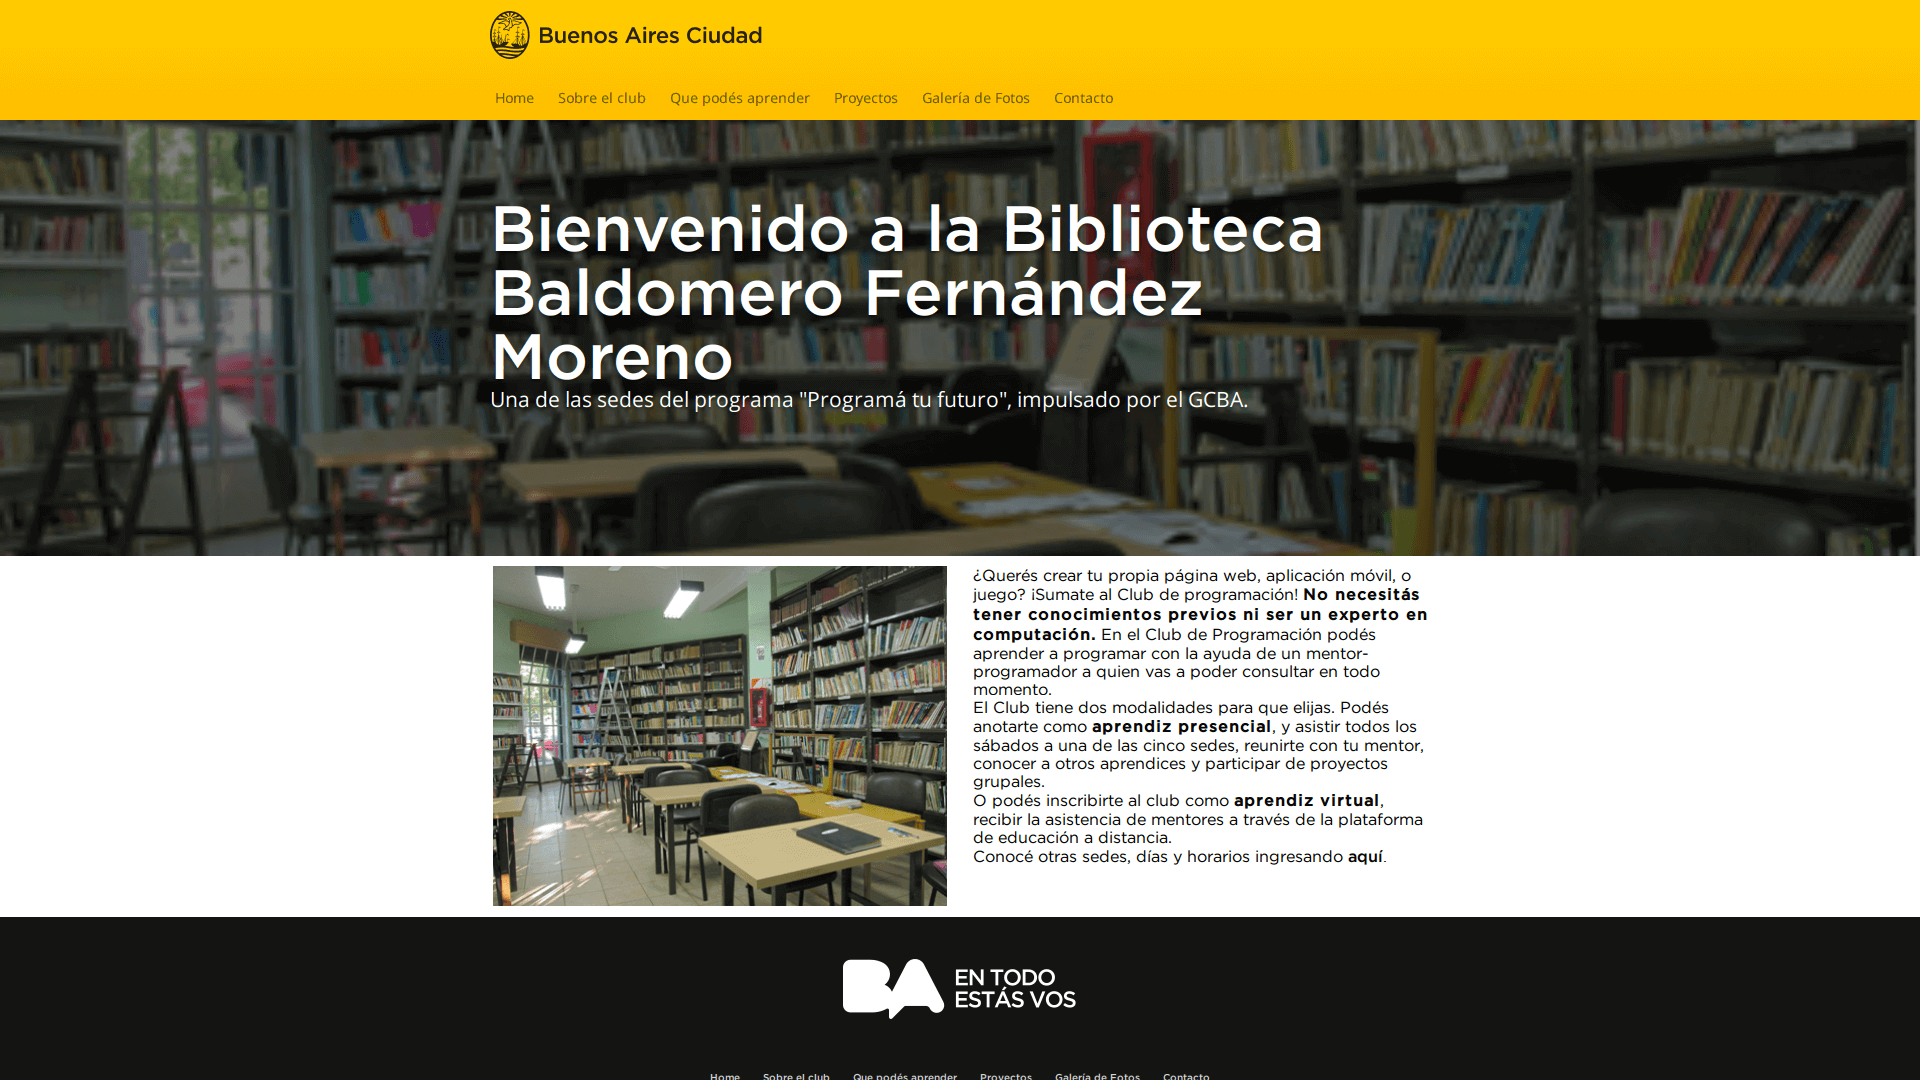 Buenos Aires Ciudad
Home Sobre el club Que podés aprender Proyectos Galería de Fotos Contacto
Bienvenido a la Biblioteca
Baldomero Fernández
Moreno
Una de las sedes del programa "Programá tu futuro", impulsado por el GCBA.
¿Querés crear tu propia página web, aplicación móvil, o
juego? ¡Sumate al Club de programación! No necesitás
tener conocimientos previos ni ser un experto en
computación. En el Club de Programación podés
aprender a programar con la ayuda de un mentor-
programador a quien vas a poder consultar en todo
momento.
El Club tiene dos modalidades para que elijas. Podés
anotarte como aprendiz presencial, y asistir todos los
sábados a una de las cinco sedes, reunirte con tu mentor,
conocer a otros aprendices y participar de proyectos
grupales.
O podés inscribirte al club como aprendiz virtual,
recibir la asistencia de mentores a través de la plataforma
de educación a distancia.
Conocé otras sedes, días y horarios ingresando aquí.
BA EN TODO
ESTÁS VOS
Home Sobre el club Que podés aprender Proyectos Galería de Fotos Contacto